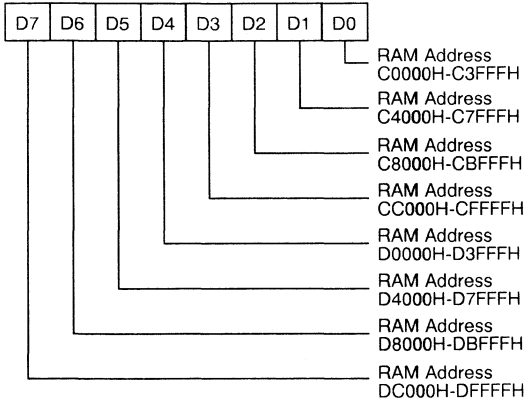 D7 D6 D5 D4 D3 D2 D1 D0
RAM Address
C0000H-C3FFFH
RAM Address
C4000H-C7FFFH
RAM Address
C8000H-CBFFFH
RAM Address
CC000H-CFFFFH
RAM Address
D0000H-D3FFFH
RAM Address
D4000H-D7FFFH
RAM Address
D8000H-DBFFFH
RAM Address
DC000H-DFFFFH